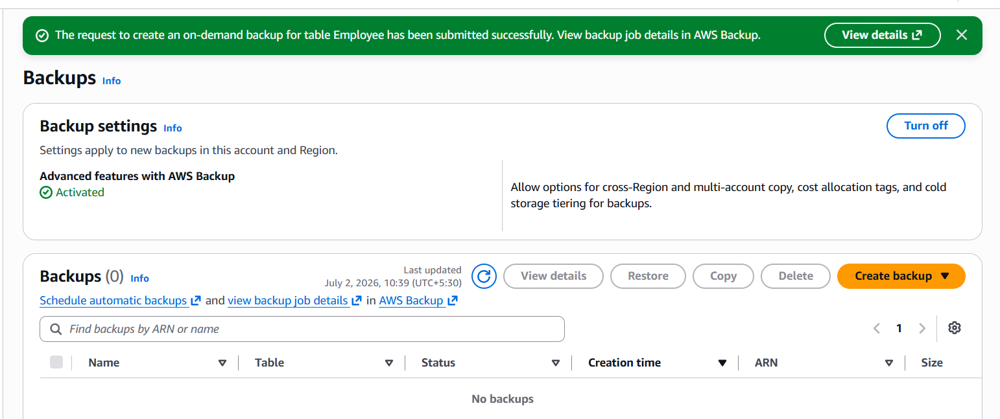 The request to create an on-demand backup for table Employee has been submitted successfully. View backup job details in AWS Backup.
View details
Backups Info
Backup settings Info
Turn off
Settings apply to new backups in this account and Region.
Advanced features with AWS Backup
Activated
Allow options for cross-Region and multi-account copy, cost allocation tags, and cold
storage tiering for backups.
Backups (0) Info
Last updated
July 2, 2026, 10:39 (UTC+5:30)
View details
Restore
Copy
Delete
Create backup
Schedule automatic backups and view backup job details in AWS Backup
Find backups by ARN or name
1
Name Table Status Creation time ARN Size
No backups